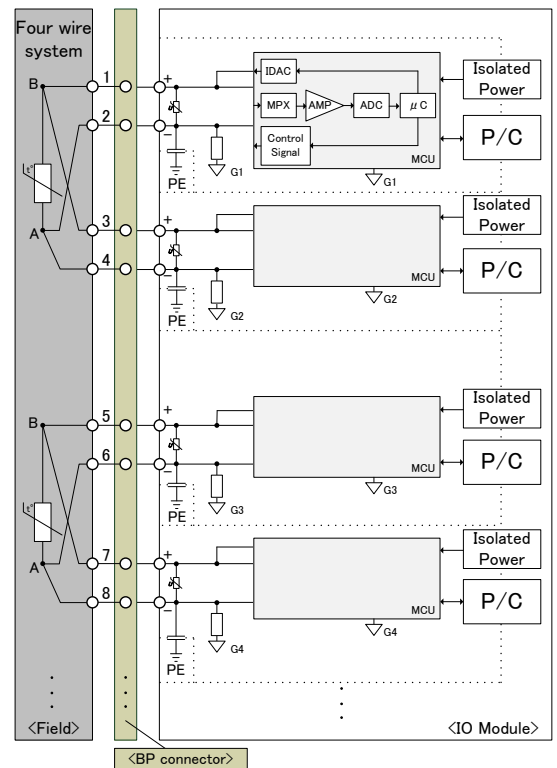 Four wire
system
B
t°
A
1
2
3
4
+
−
PE
G1
IDAC
MPX
AMP
ADC
μC
Control
Signal
MCU
G1
Isolated
Power
P/C
+
−
PE
G2
MCU
G2
Isolated
Power
P/C
B
t°
A
5
6
7
8
+
−
PE
G3
MCU
G3
Isolated
Power
P/C
+
−
PE
G4
MCU
G4
Isolated
Power
P/C
<Field>
<IO Module>
<BP connector>